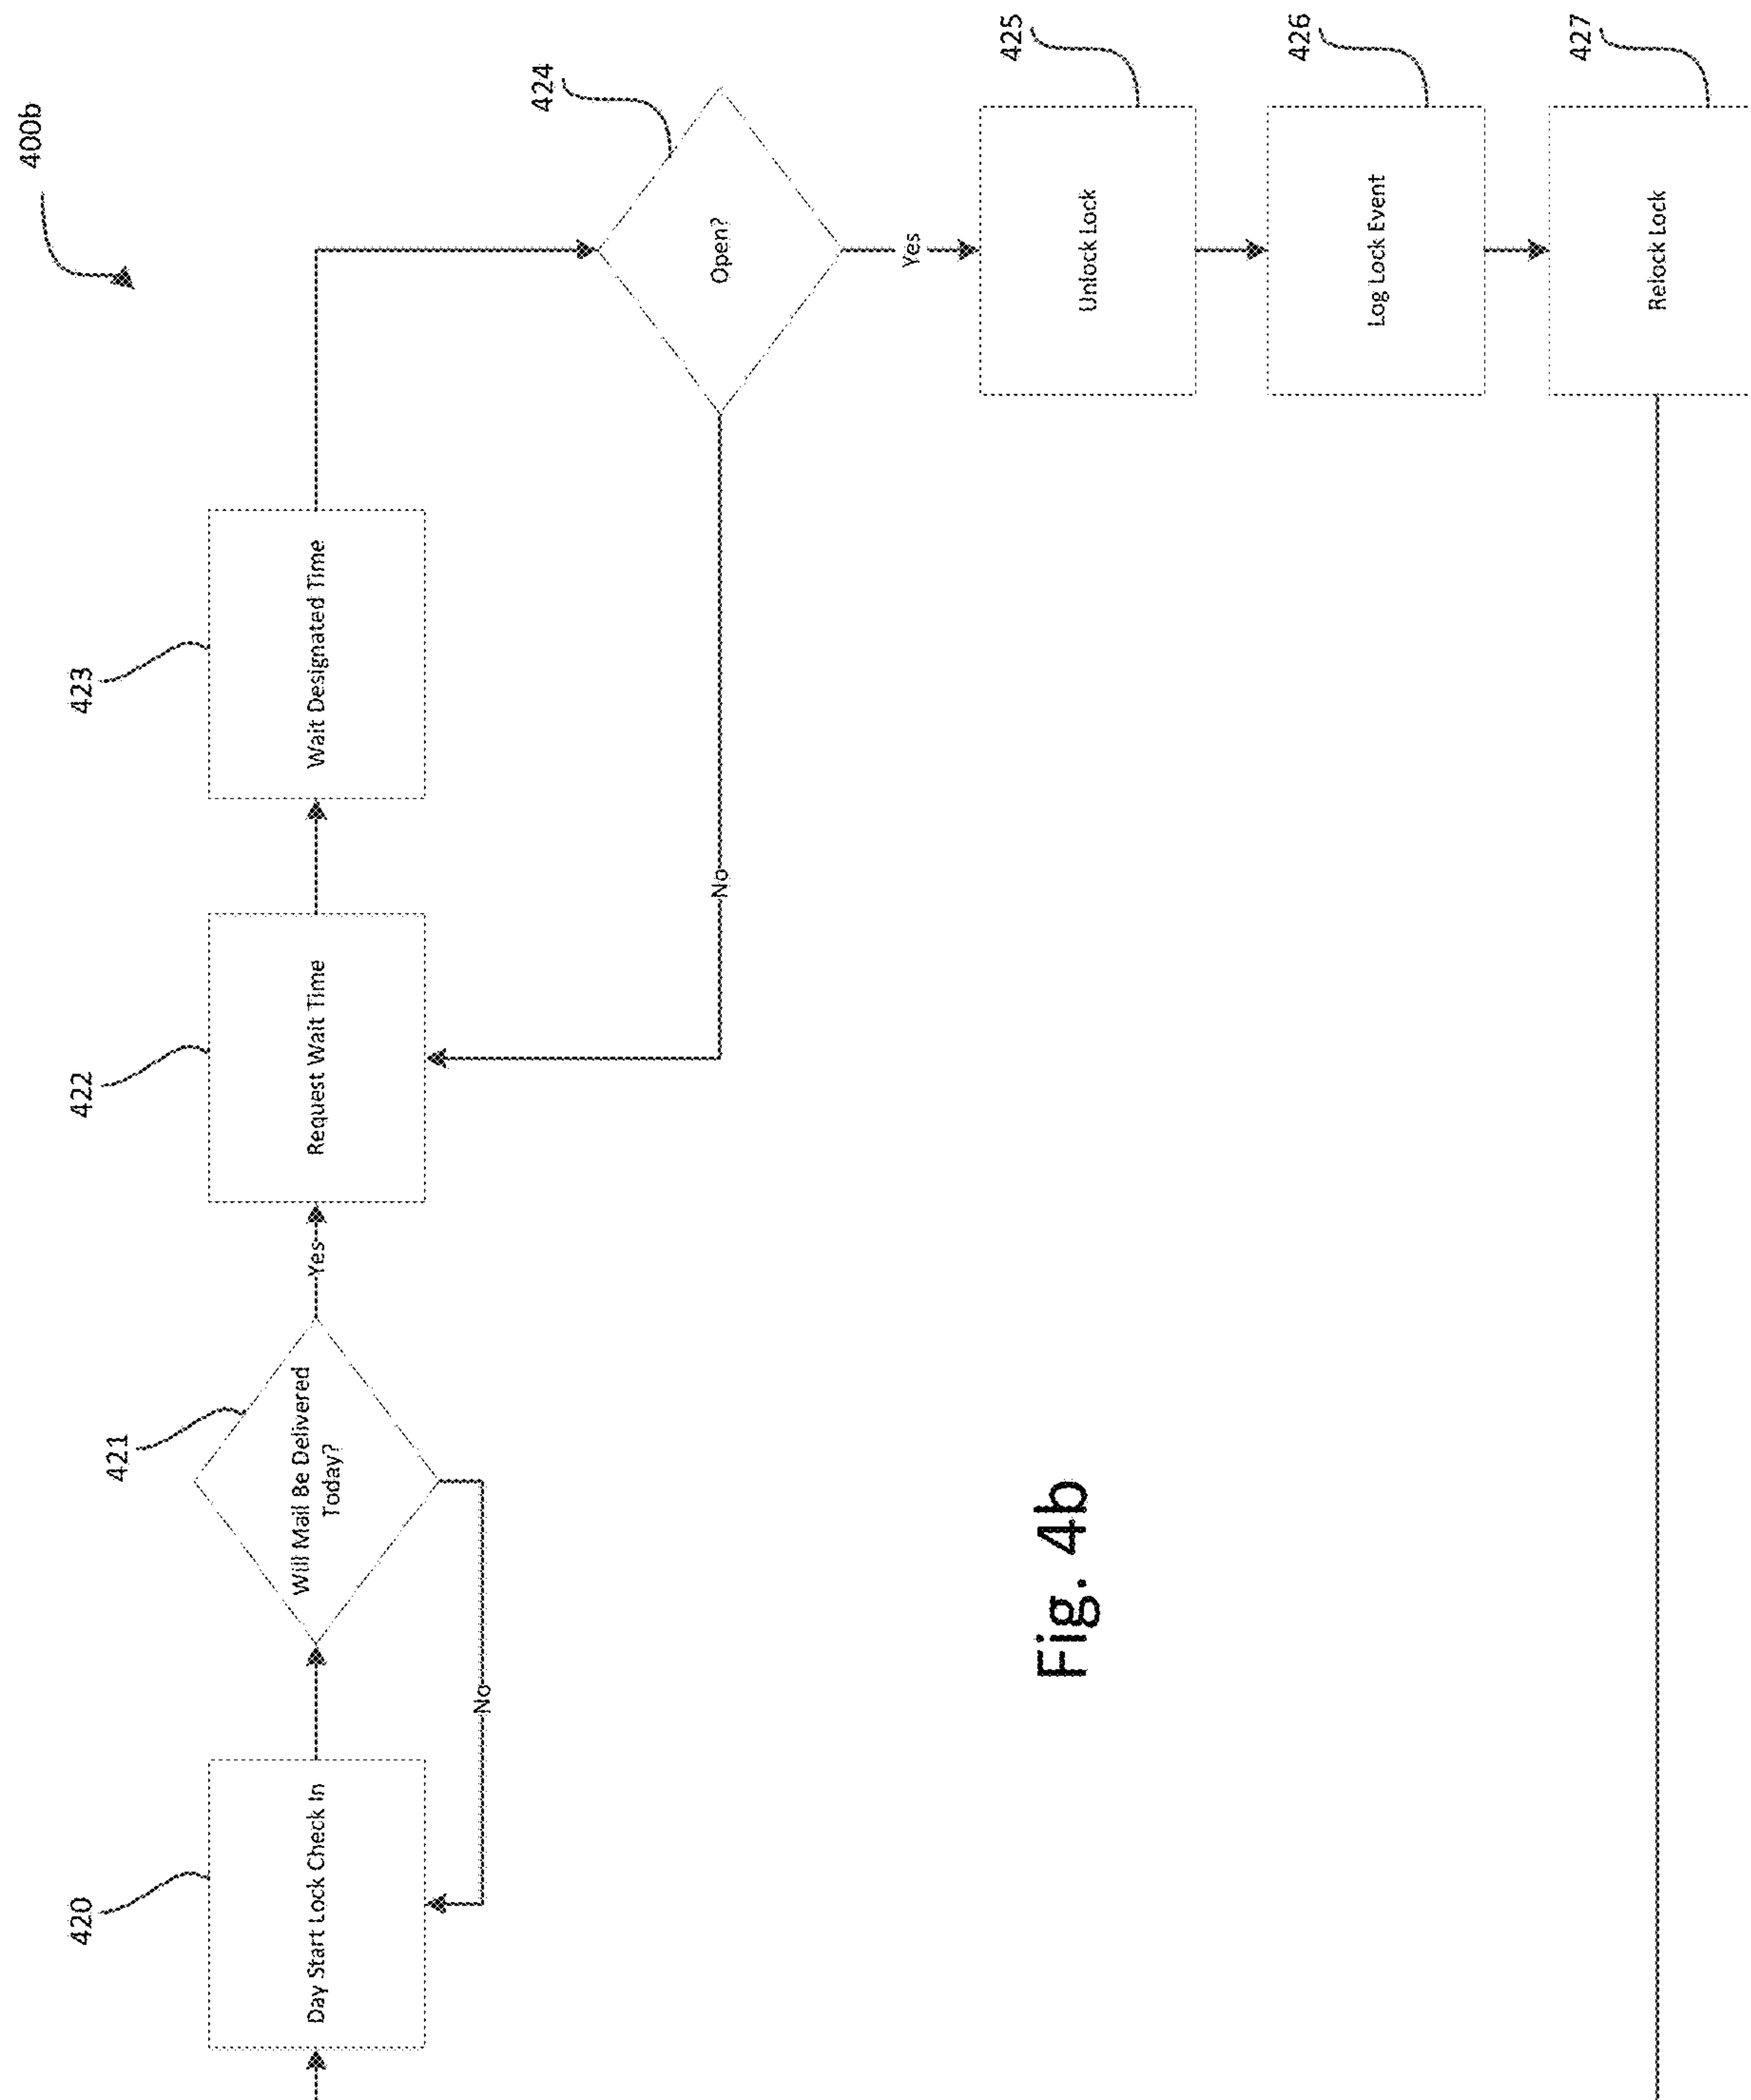 400b
420
Day Start Lock Check In
No
421
Will Mail Be Delivered
Today?
Yes
422
Request Wait Time
423
Wait Designated Time
424
Open?
No
Yes
425
Unlock Lock
426
Log Lock Event
427
Relock Lock
Fig. 4b